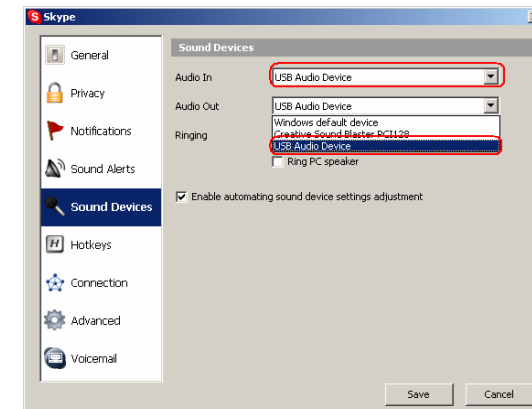 Skype
General
Privacy
Notifications
Sound Alerts
Sound Devices
Hotkeys
Connection
Advanced
Voicemail
Sound Devices
Audio In
USB Audio Device
Audio Out
USB Audio Device
Windows default device
Creative Sound Blaster PCI128
USB Audio Device
Ringing
Ring PC speaker
Enable automating sound device settings adjustment
Save
Cancel